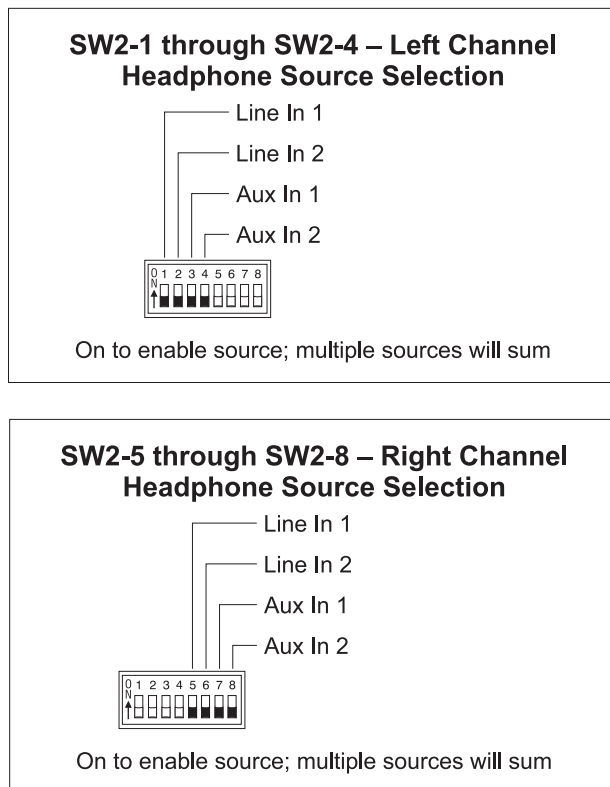 SW2-1 through SW2-4 – Left Channel
Headphone Source Selection
Line In 1
Line In 2
Aux In 1
Aux In 2
ON 1 2 3 4 5 6 7 8
On to enable source; multiple sources will sum
SW2-5 through SW2-8 – Right Channel
Headphone Source Selection
Line In 1
Line In 2
Aux In 1
Aux In 2
ON 1 2 3 4 5 6 7 8
On to enable source; multiple sources will sum